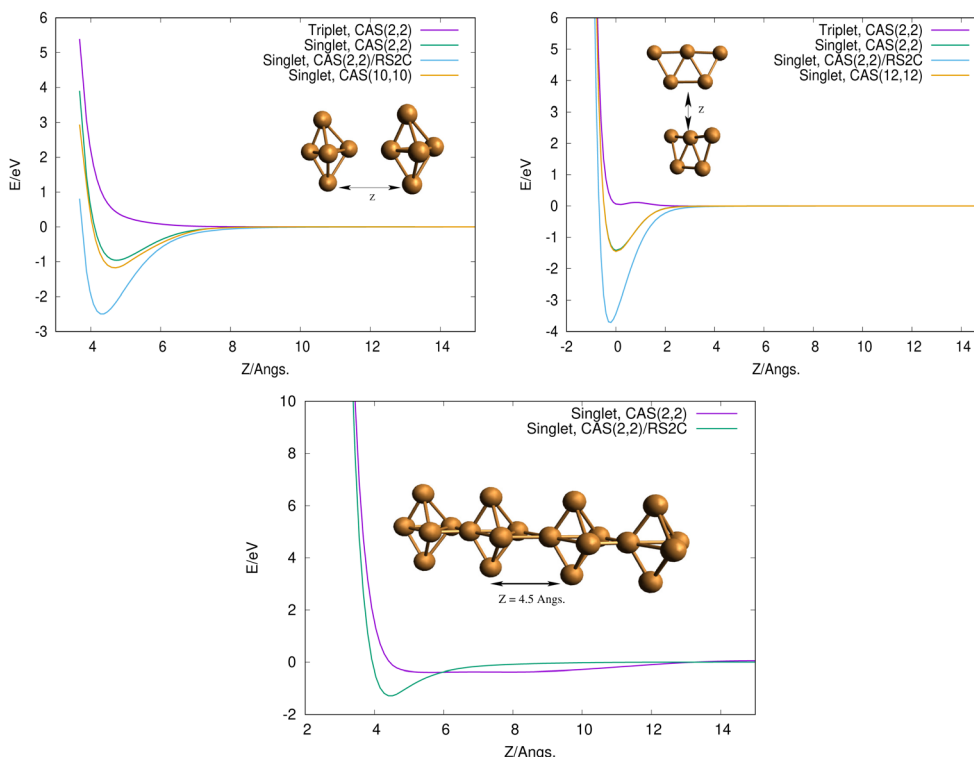 Triplet, CAS(2,2)
Singlet, CAS(2,2)
Singlet, CAS(2,2)/RS2C
Singlet, CAS(10,10)
6
5
4
3
2
1
0
-1
-2
-3
E/eV
z
4 6 8 10 12 14
Z/Angs.
Triplet, CAS(2,2)
Singlet, CAS(2,2)
Singlet, CAS(2,2)/RS2C
Singlet, CAS(12,12)
6
5
4
3
2
1
0
-1
-2
-3
-4
E/eV
z
-2 0 2 4 6 8 10 12 14
Z/Angs.
Singlet, CAS(2,2)
Singlet, CAS(2,2)/RS2C
10
8
6
4
2
0
-2
E/eV
Z = 4.5 Angs.
2 4 6 8 10 12 14
Z/Angs.